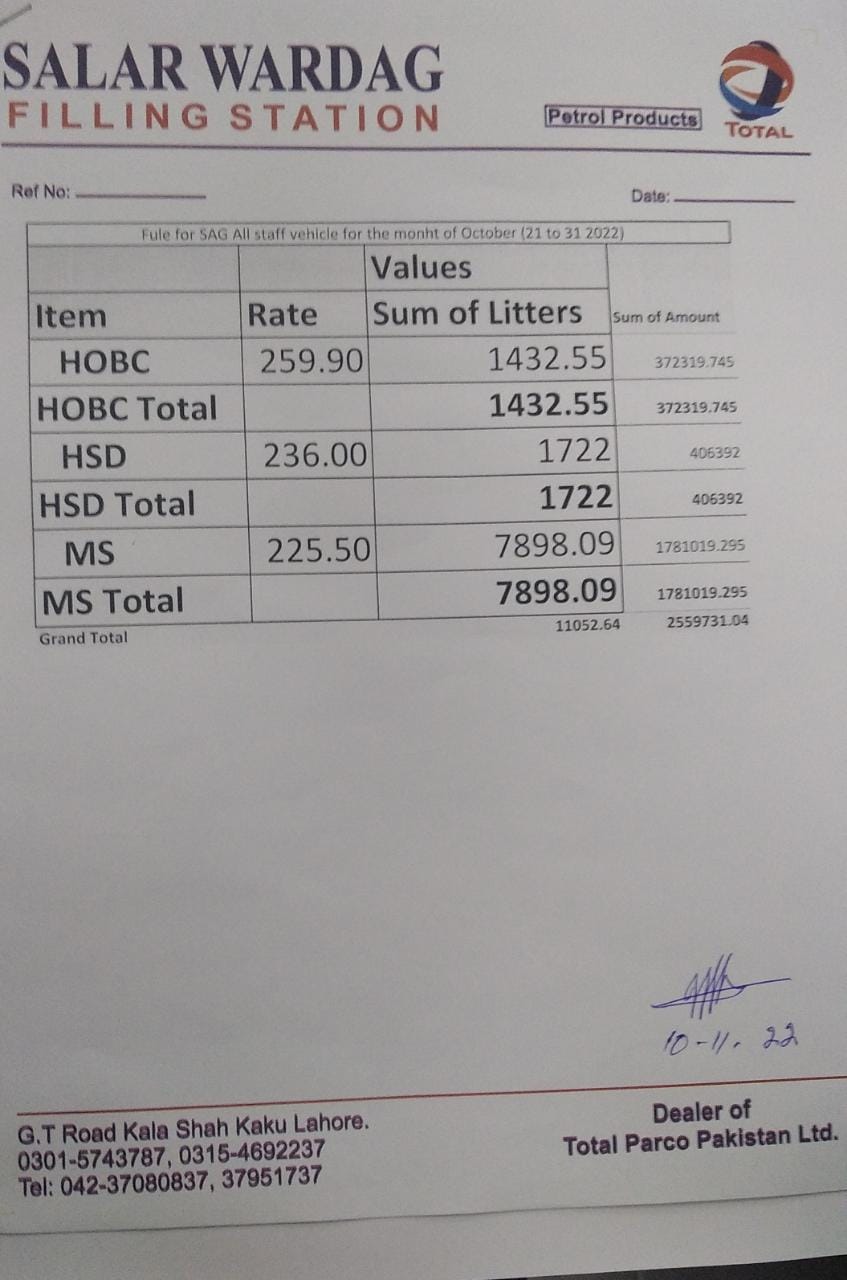 SALAR WARDAG
FILLING STATION
Petrol Products
TOTAL
Ref No:
Date:
Fule for SAG All staff vehicle for the monht of October (21 to 31 2022)
Values
Item Rate Sum of Litters Sum of Amount
HOBC 259.90 1432.55 372319.745
HOBC Total 1432.55 372319.745
HSD 236.00 1722 406392
HSD Total 1722 406392
MS 225.50 7898.09 1781019.295
MS Total 7898.09 1781019.295
Grand Total 11052.64 2559731.04
10-11. 22
G.T Road Kala Shah Kaku Lahore.
0301-5743787, 0315-4692237
Tel: 042-37080837, 37951737
Dealer of
Total Parco Pakistan Ltd.